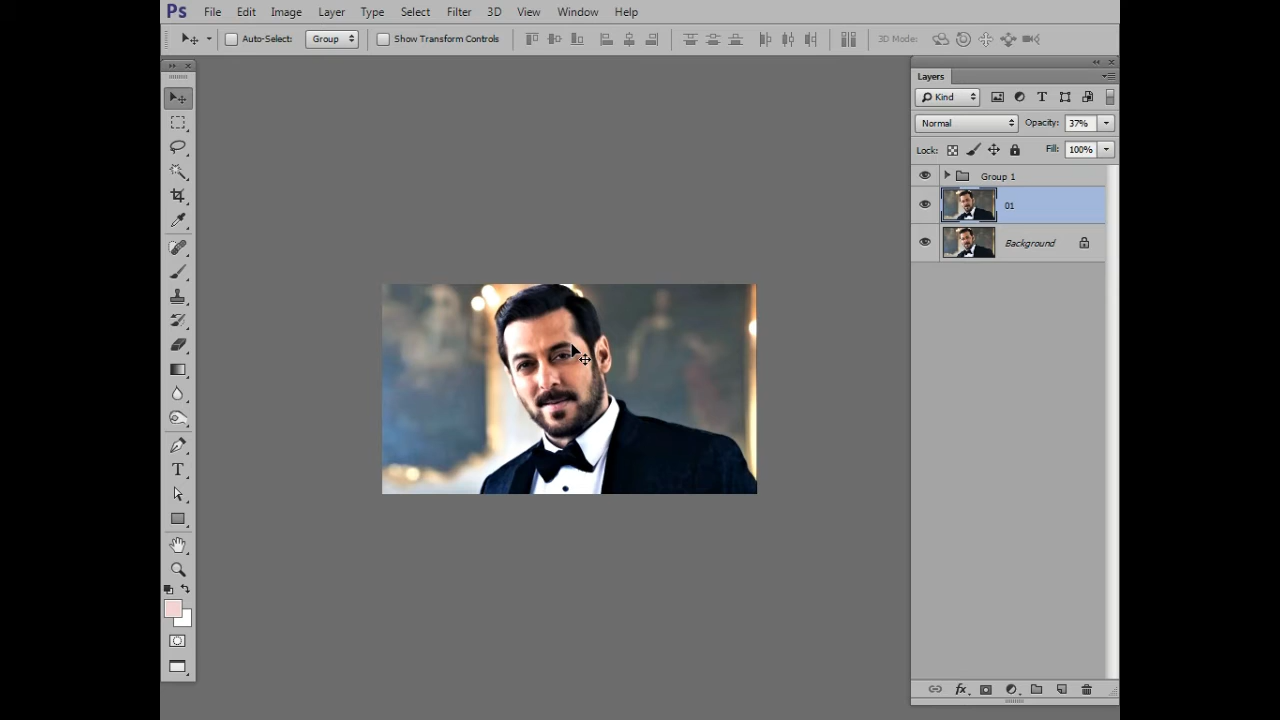 Ps File Edit Image Layer Type Select Filter 3D View Window Help
Auto-Select: Group Show Transform Controls 3D Mode:
Layers
Kind T
Normal Opacity: 37%
Lock: Fill: 100%
Group 1
01
Background
T
fx